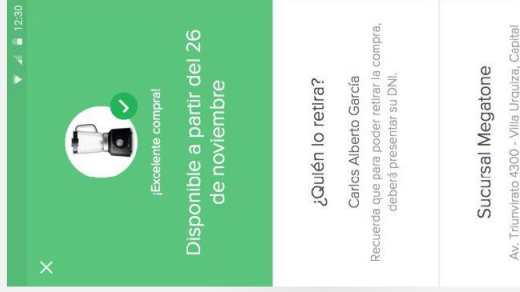 12:30
¡Excelente compra!
Disponible a partir del 26
de noviembre
¿Quién lo retira?
Carlos Alberto García
Recuerda que para poder retirar la compra,
deberá presentar su DNI.
Sucursal Megatone
Av. Triunvirato 4300 - Villa Urquiza, Capital